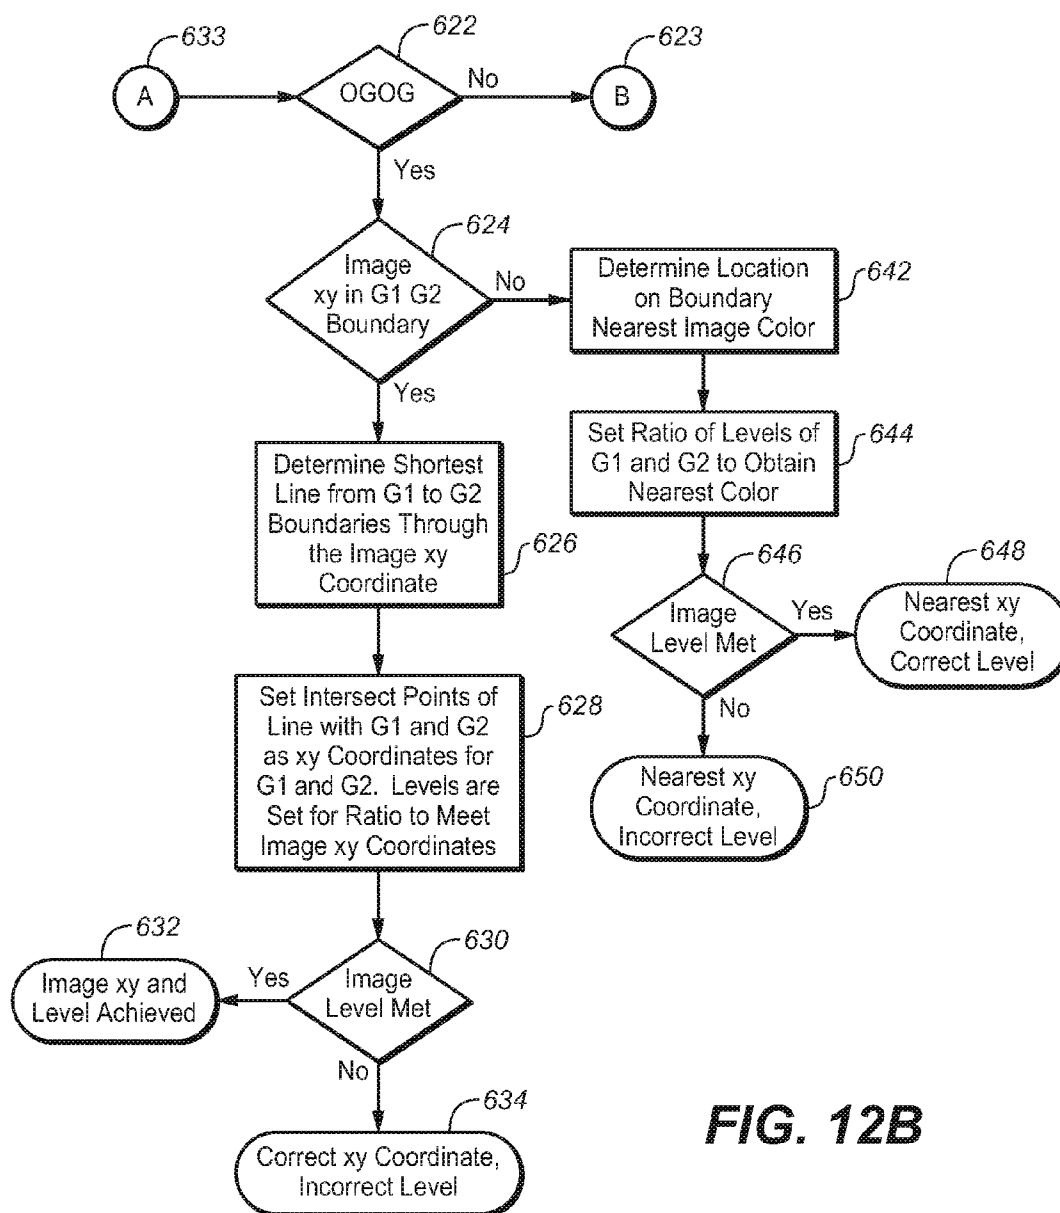 633
A
622
OGOG
No
623
B
Yes
624
Image
xy in G1 G2
Boundary
No
Determine Location
on Boundary
Nearest Image Color
642
Yes
Set Ratio of Levels of
G1 and G2 to Obtain
Nearest Color
644
Determine Shortest
Line from G1 to G2
Boundaries Through
the Image xy
Coordinate
626
646
Image
Level Met
Yes
648
Nearest xy
Coordinate,
Correct Level
No
650
Nearest xy
Coordinate,
Incorrect Level
Set Intersect Points of
Line with G1 and G2
as xy Coordinates for
G1 and G2. Levels are
Set for Ratio to Meet
Image xy Coordinates
628
630
Image
Level Met
Yes
632
Image xy and
Level Achieved
No
634
Correct xy Coordinate,
Incorrect Level
FIG. 12B